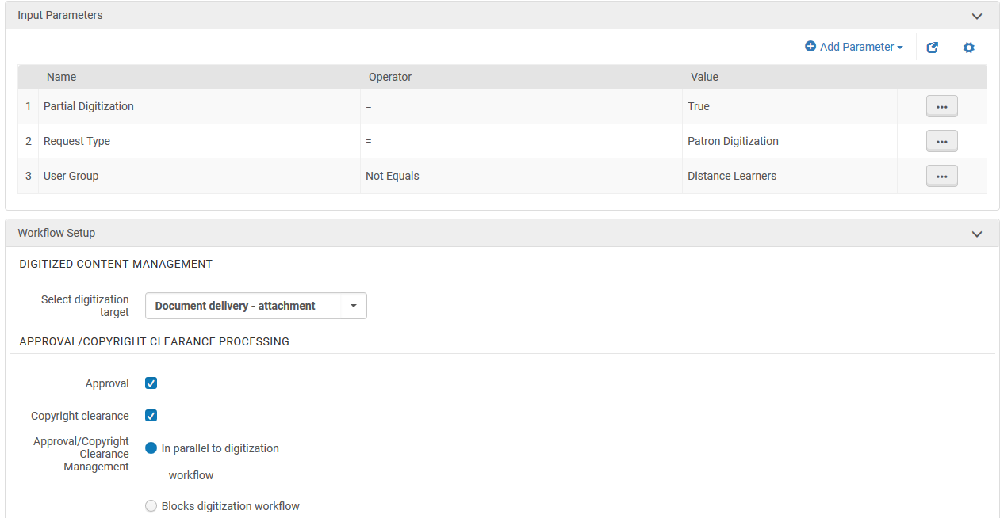 Input Parameters
Add Parameter
Name Operator Value
1 Partial Digitization = True
2 Request Type = Patron Digitization
3 User Group Not Equals Distance Learners
Workflow Setup
DIGITIZED CONTENT MANAGEMENT
Select digitization
target
Document delivery - attachment
APPROVAL/COPYRIGHT CLEARANCE PROCESSING
Approval
Copyright clearance
Approval/Copyright
Clearance
Management
In parallel to digitization
workflow
Blocks digitization workflow